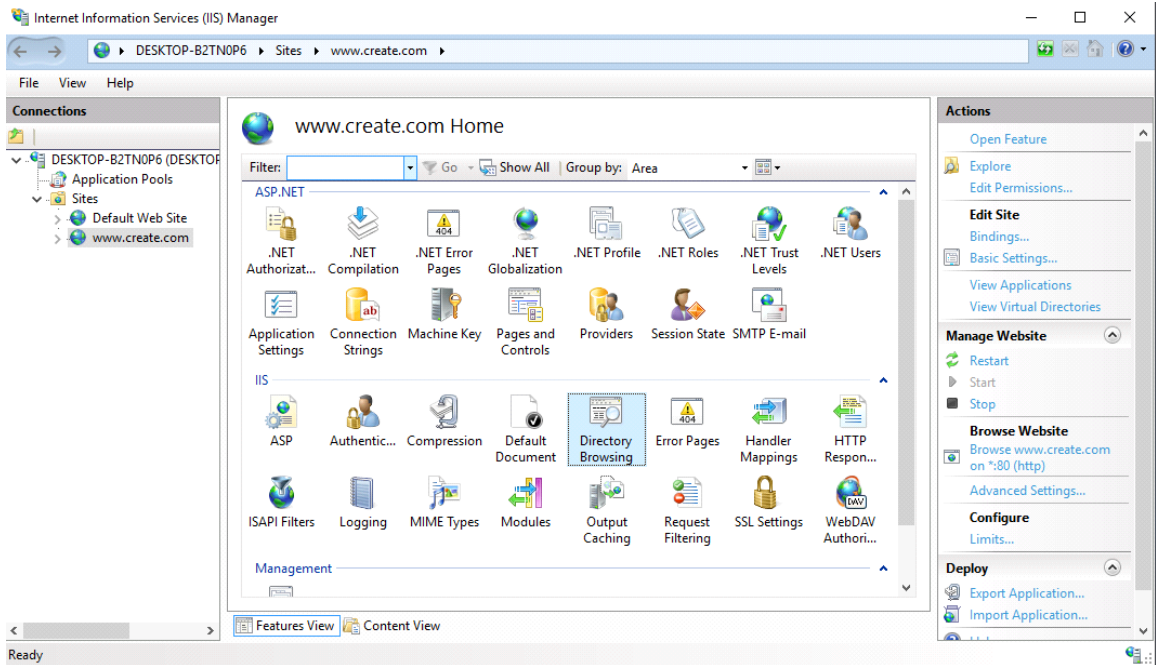 Internet Information Services (IIS) Manager
DESKTOP-B2TN0P6 Sites www.create.com
File View Help
Connections
DESKTOP-B2TN0P6 (DESKTOP
Application Pools
Sites
Default Web Site
www.create.com
www.create.com Home
Filter: Go Show All Group by: Area
ASP.NET
.NET Authorizat...
.NET Compilation
.NET Error Pages
.NET Globalization
.NET Profile
.NET Roles
.NET Trust Levels
.NET Users
Application Settings
Connection Strings
Machine Key
Pages and Controls
Providers
Session State
SMTP E-mail
IIS
ASP
Authentic...
Compression
Default Document
Directory Browsing
Error Pages
Handler Mappings
HTTP Respon...
ISAPI Filters
Logging
MIME Types
Modules
Output Caching
Request Filtering
SSL Settings
WebDAV Authori...
Management
Features View Content View
Actions
Open Feature
Explore
Edit Permissions...
Edit Site
Bindings...
Basic Settings...
View Applications
View Virtual Directories
Manage Website
Restart
Start
Stop
Browse Website
Browse www.create.com
on *:80 (http)
Advanced Settings...
Configure
Limits...
Deploy
Export Application...
Import Application...
Ready